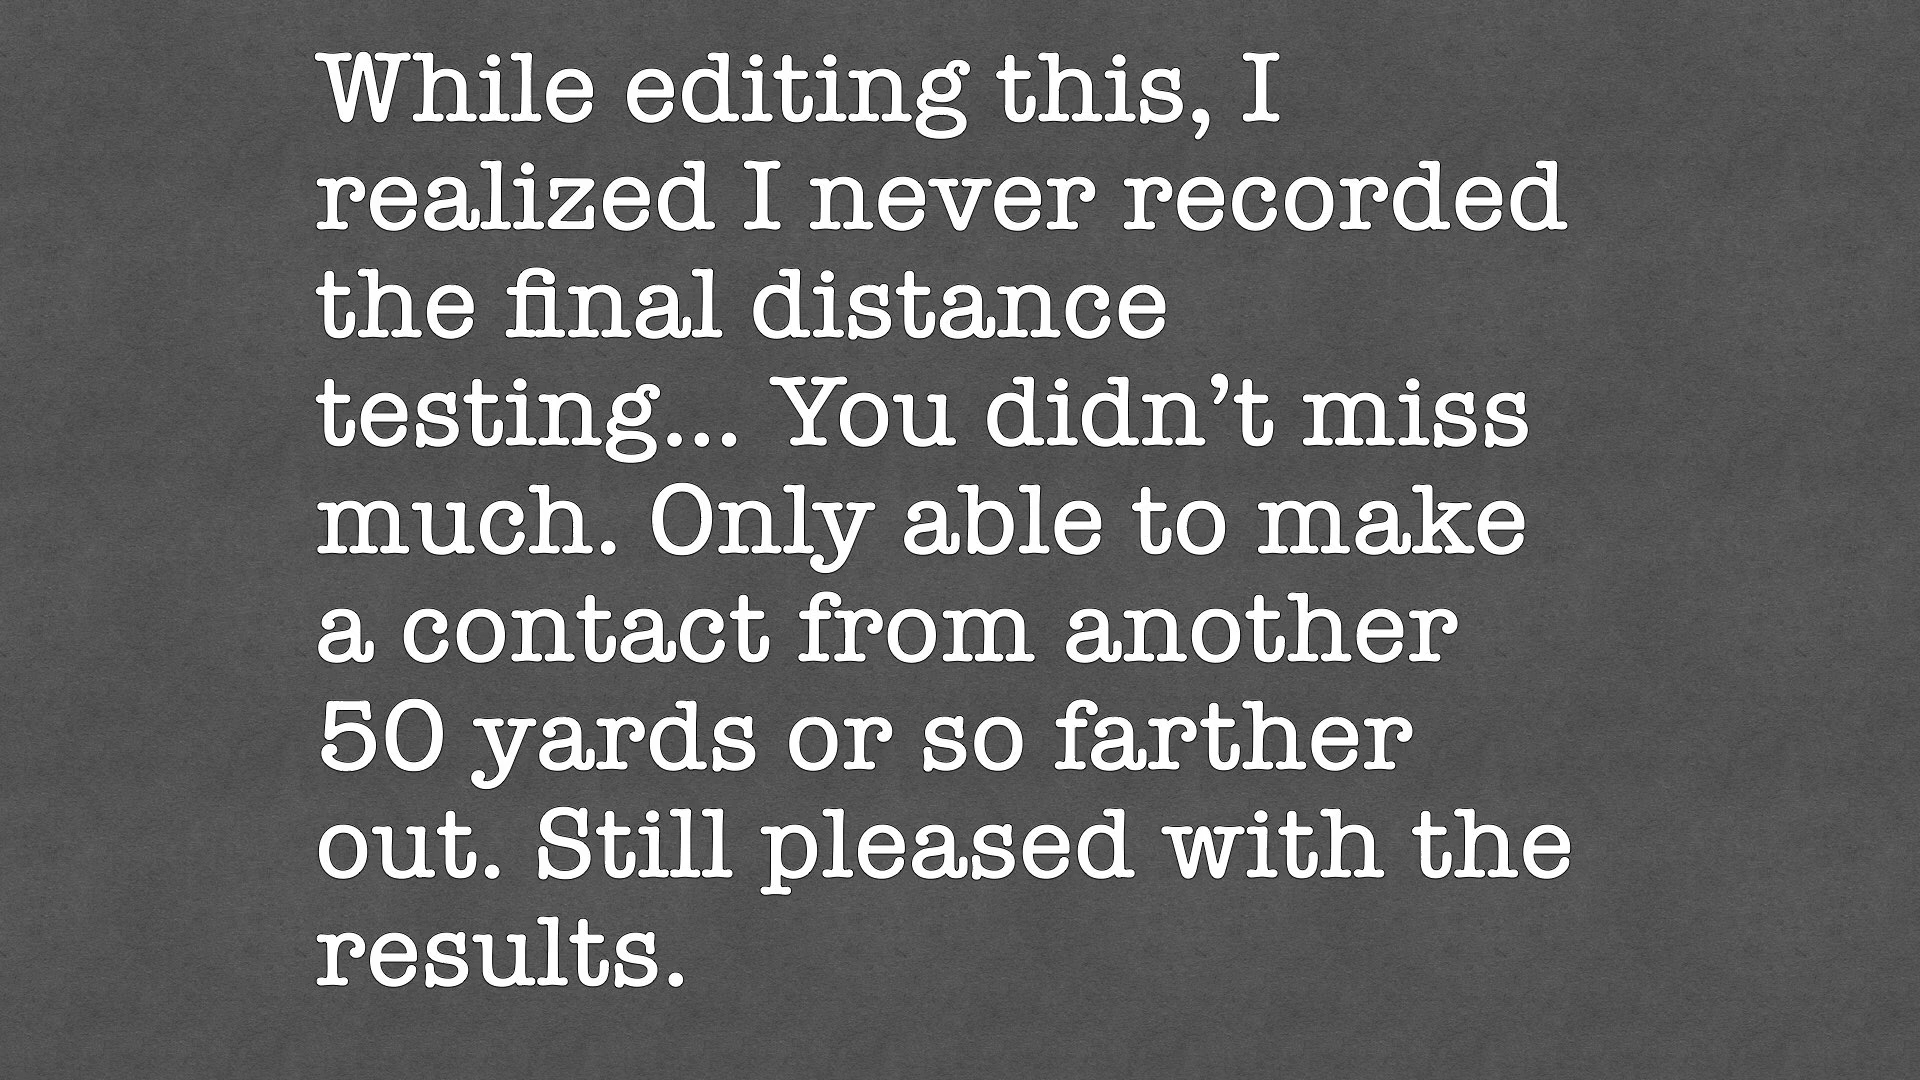 While editing this, I
realized I never recorded
the final distance
testing... You didn’t miss
much. Only able to make
a contact from another
50 yards or so farther
out. Still pleased with the
results.